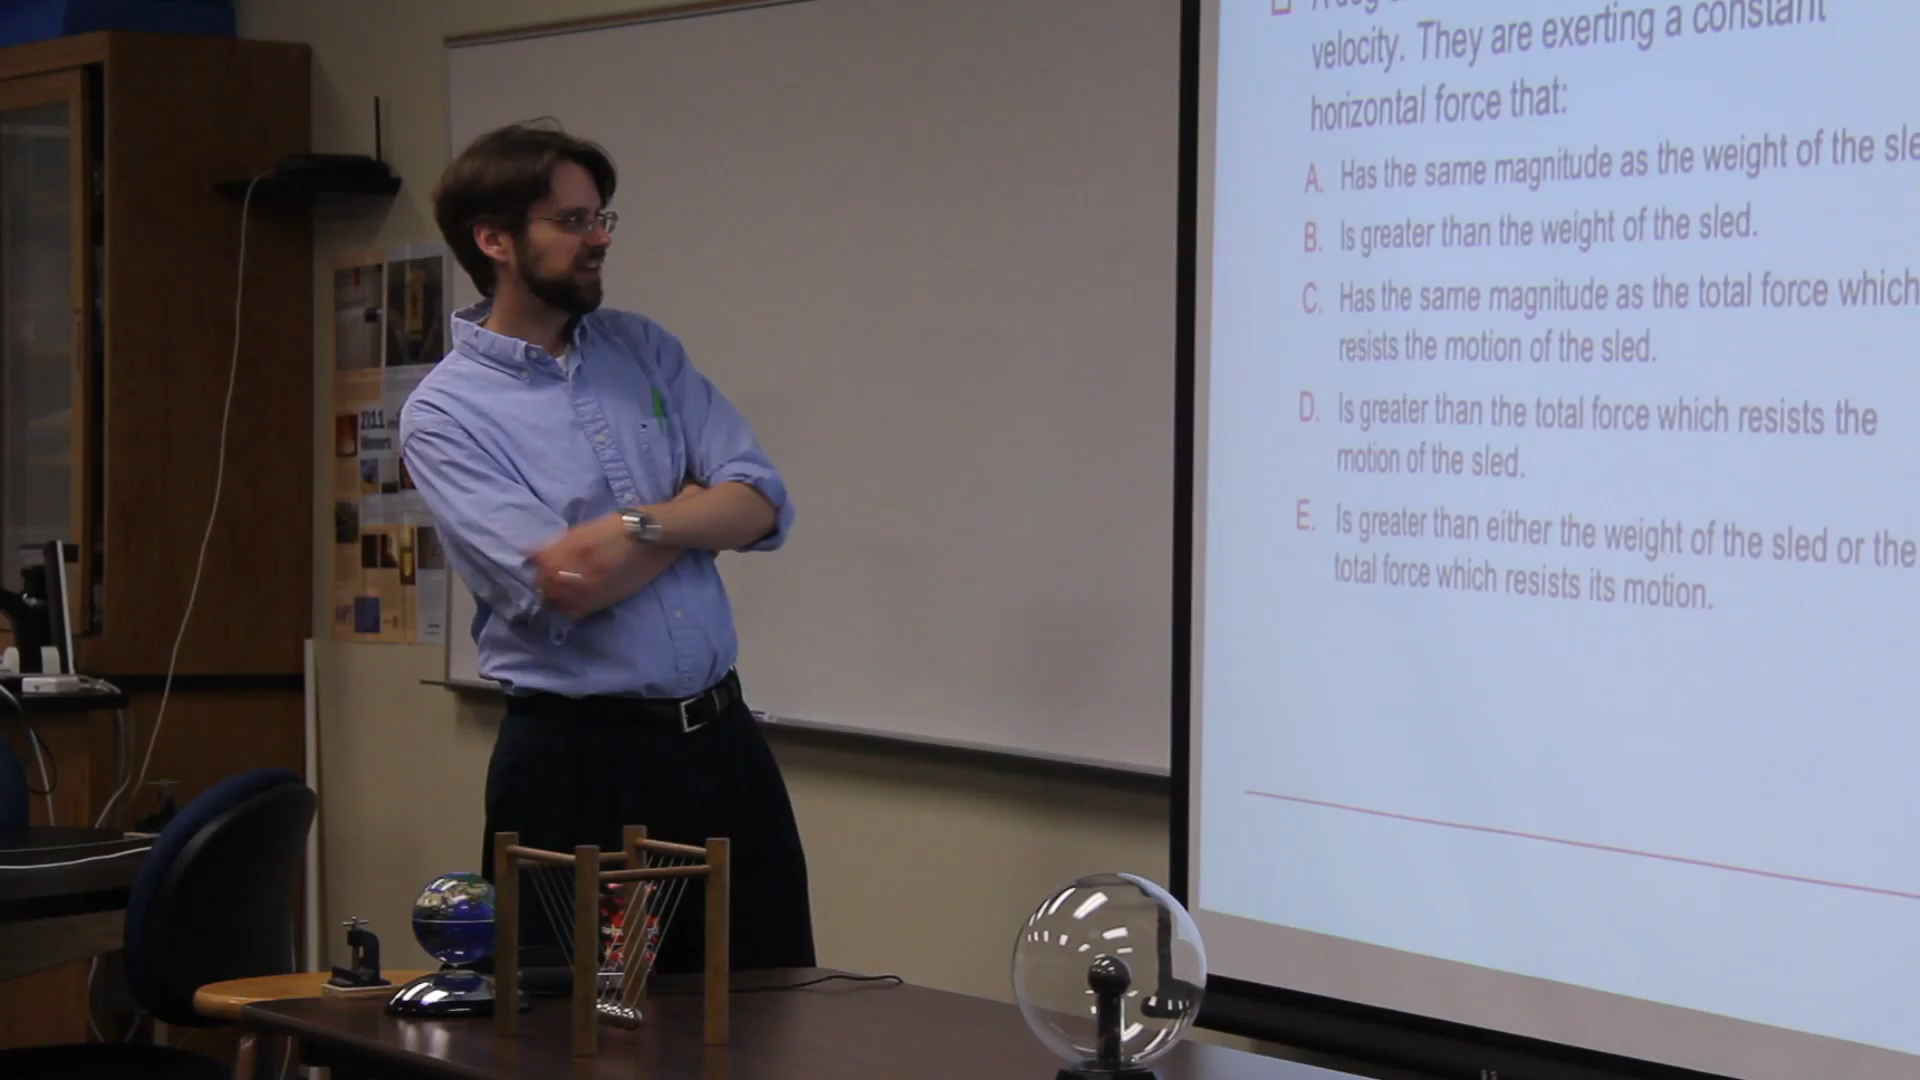 A dog
velocity. They are exerting a constant
horizontal force that:
A. Has the same magnitude as the weight of the sle
B. Is greater than the weight of the sled.
C. Has the same magnitude as the total force which
resists the motion of the sled.
D. Is greater than the total force which resists the
motion of the sled.
E. Is greater than either the weight of the sled or the
total force which resists its motion.
2011